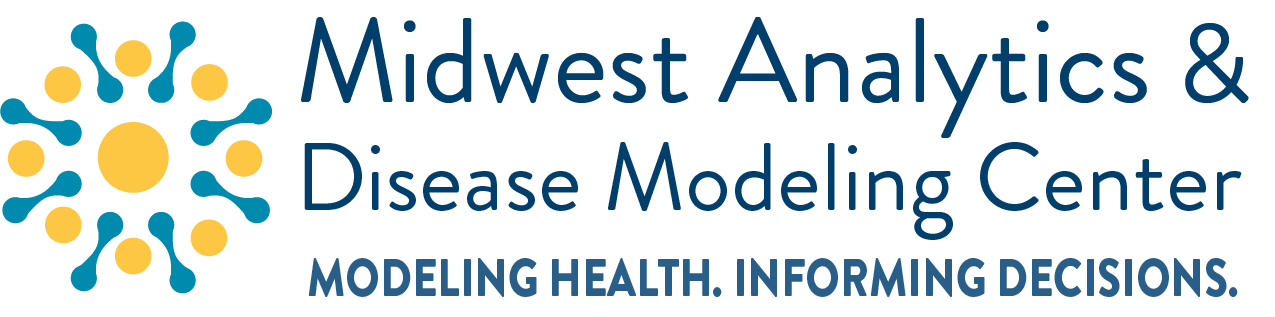 Midwest Analytics &
Disease Modeling Center
MODELING HEALTH. INFORMING DECISIONS.